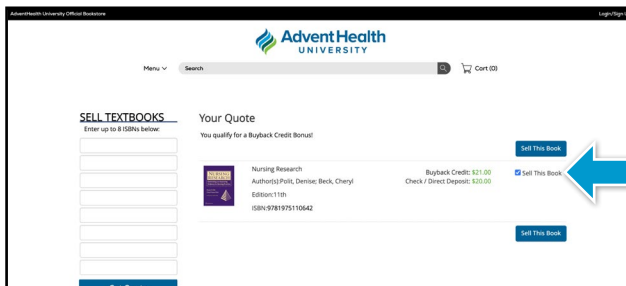 AdventHealth University Official Bookstore
Login/Sign
Advent Health
UNIVERSITY
Menu
Search
Cart (0)
SELL TEXTBOOKS
Enter up to 8 ISBNs below:
Your Quote
You qualify for a Buyback Credit Bonus!
Sell This Book
Nursing Research
Author(s):Polit, Denise; Beck, Cheryl
Edition:11th
ISBN:9781975110642
Buyback Credit: $21.00
Check / Direct Deposit: $20.00
Sell This Book
Sell This Book